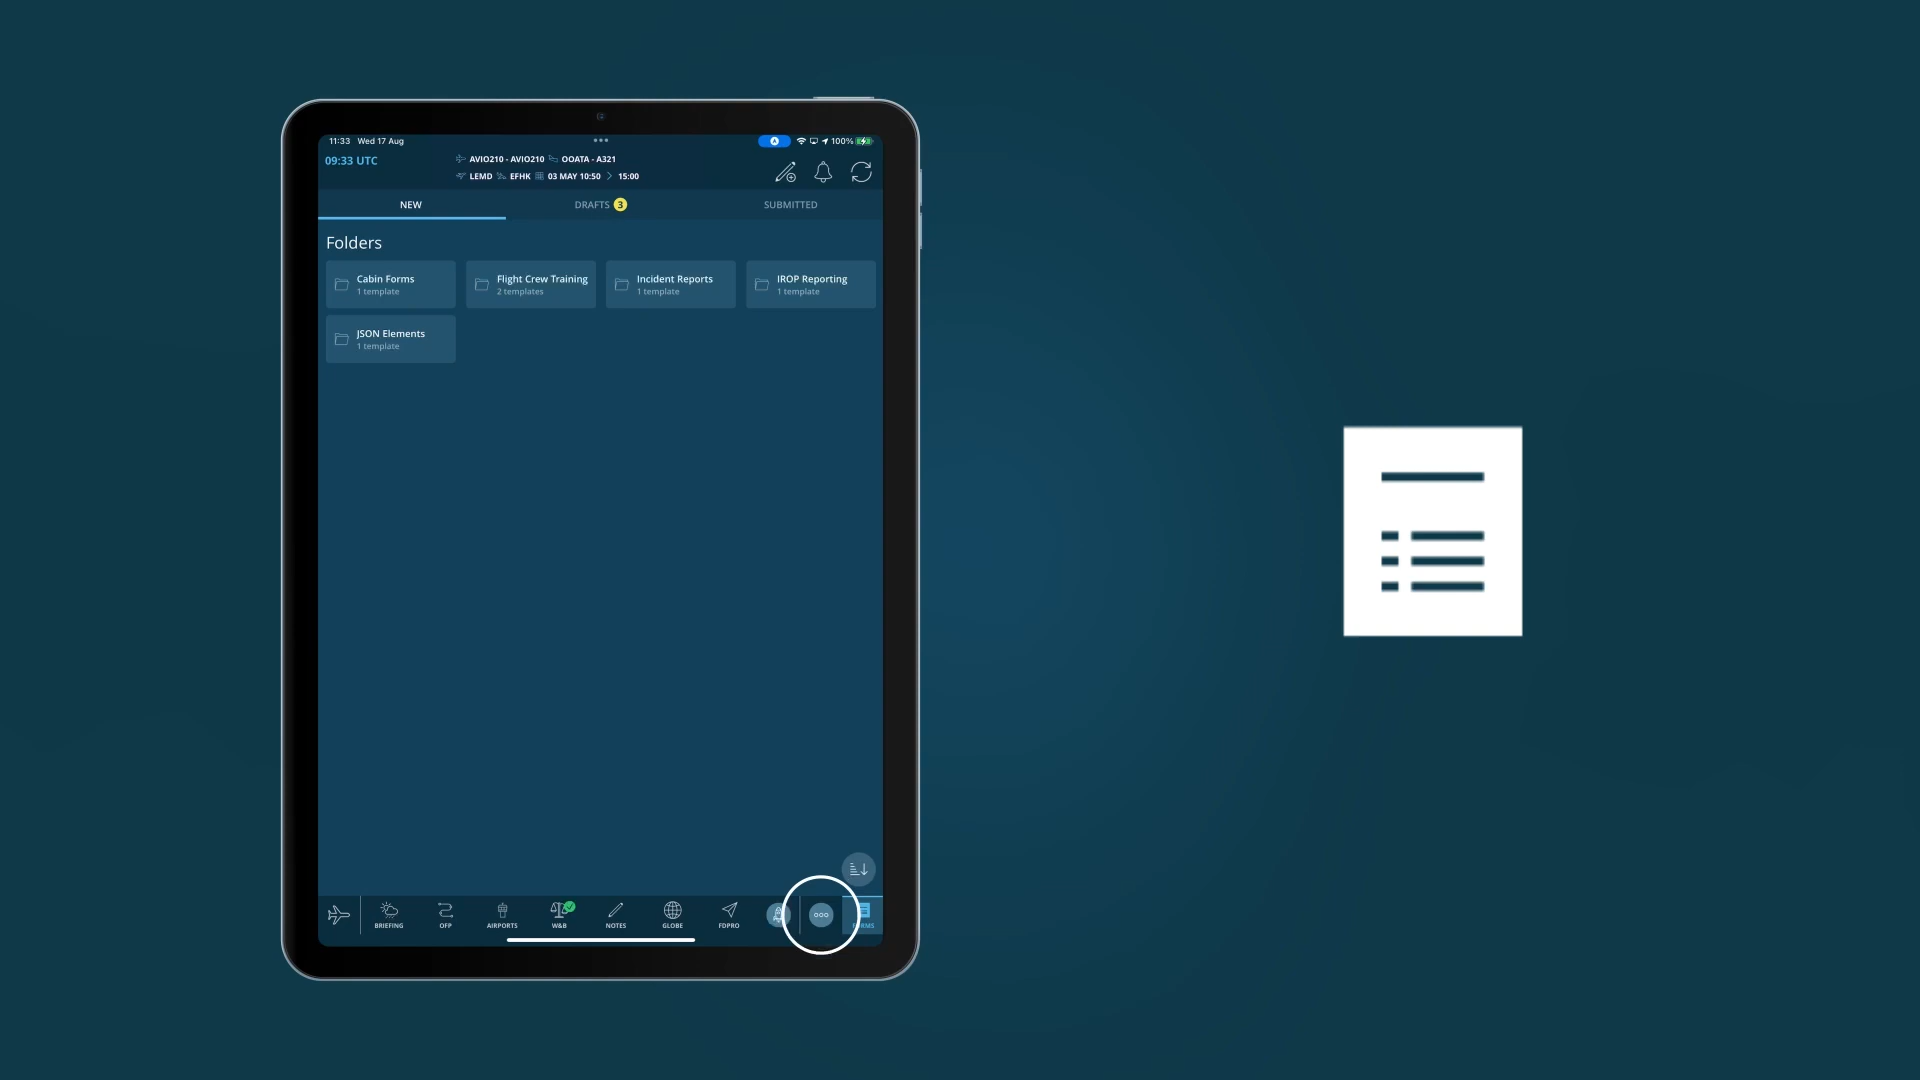 11:33 Wed 17 Aug 100%
09:33 UTC
AVIO210 - AVIO210 OOATA - A321
LEMD EFHK 03 MAY 10:50 > 15:00
NEW DRAFTS 3 SUBMITTED
Folders
Cabin Forms
1 template
Flight Crew Training
2 templates
Incident Reports
1 template
IROP Reporting
1 template
JSON Elements
1 template
BRIEFING OFP AIRPORTS W&B NOTES GLOBE FDPRO FORMS